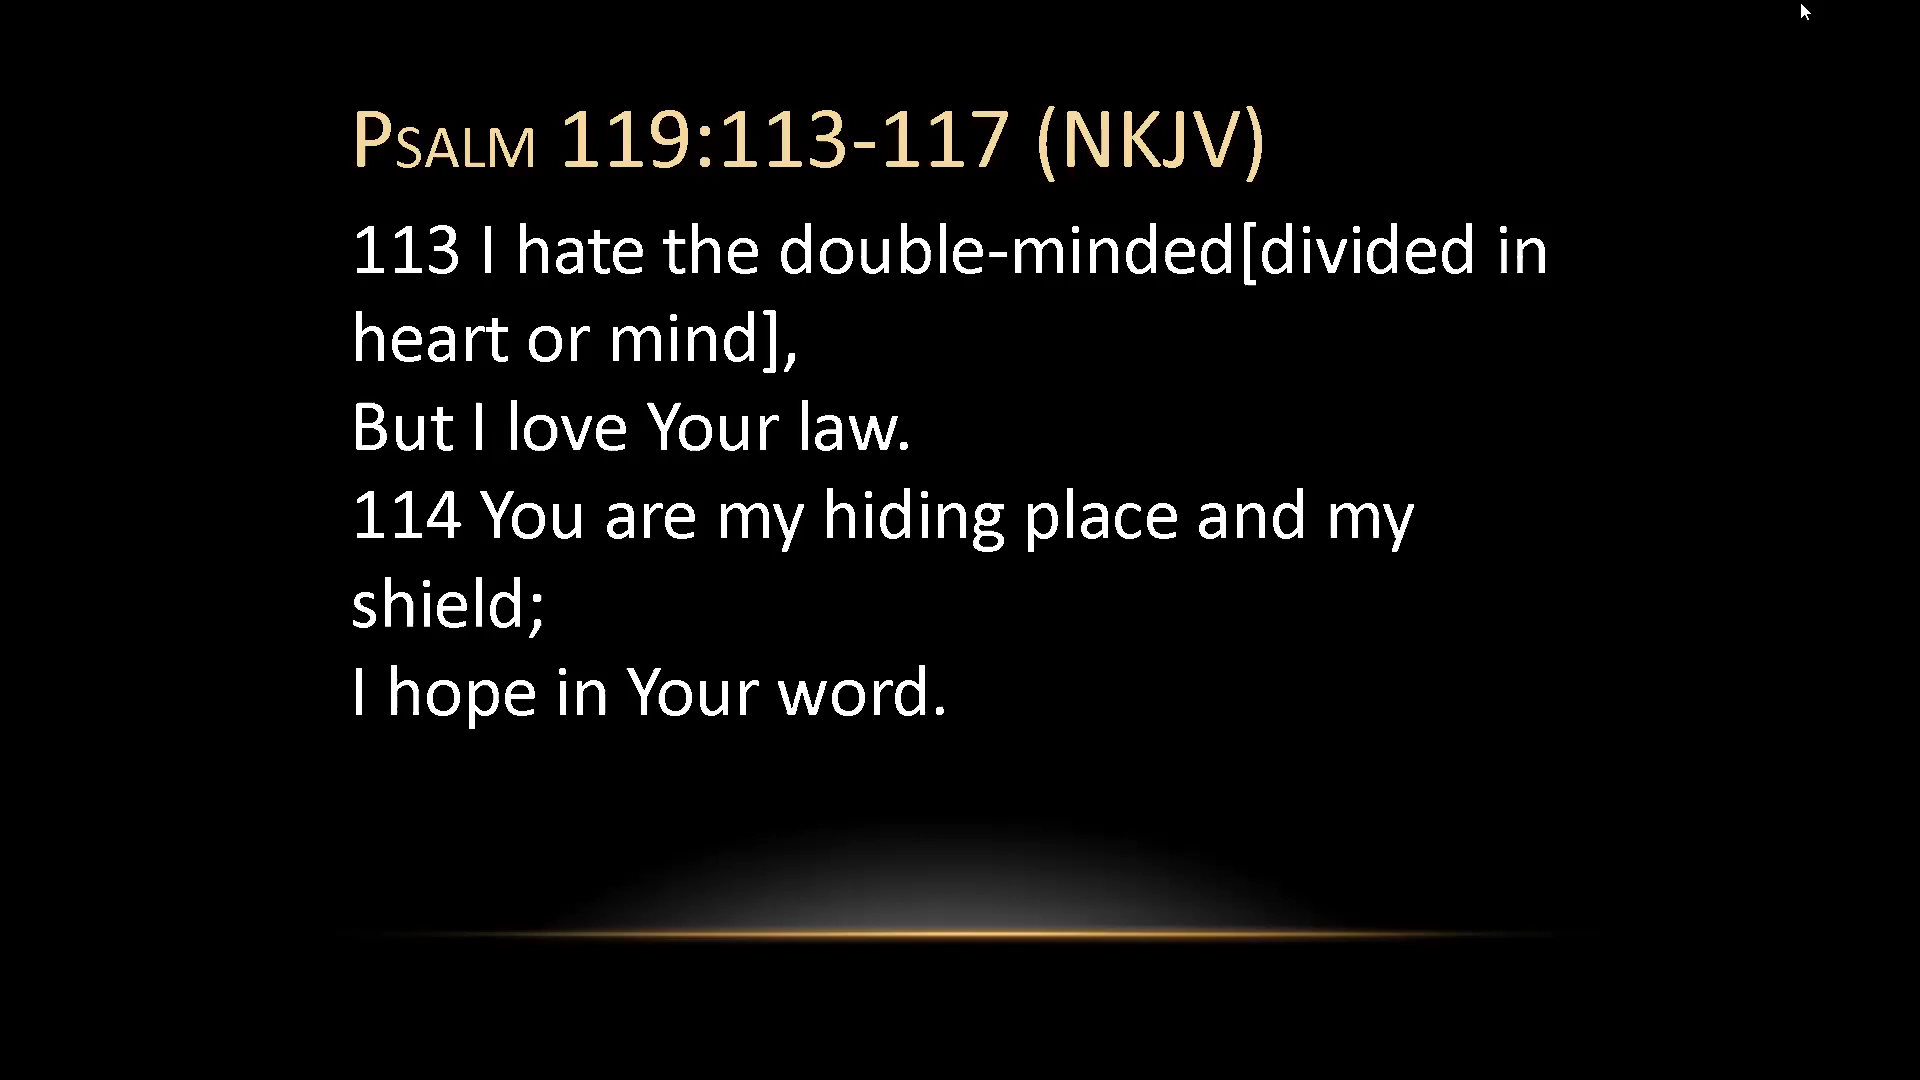 Psalm 119:113-117 (NKJV)
113 I hate the double-minded[divided in
heart or mind],
But I love Your law.
114 You are my hiding place and my
shield;
I hope in Your word.